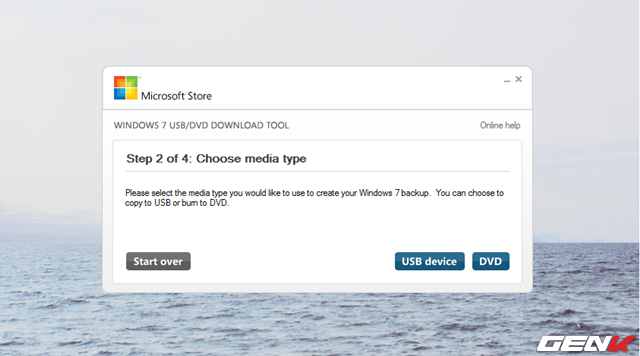 Microsoft Store
WINDOWS 7 USB/DVD DOWNLOAD TOOL
Online help
Step 2 of 4: Choose media type
Please select the media type you would like to use to create your Windows 7 backup. You can choose to
copy to USB or burn to DVD.
Start over
USB device
DVD
GENK